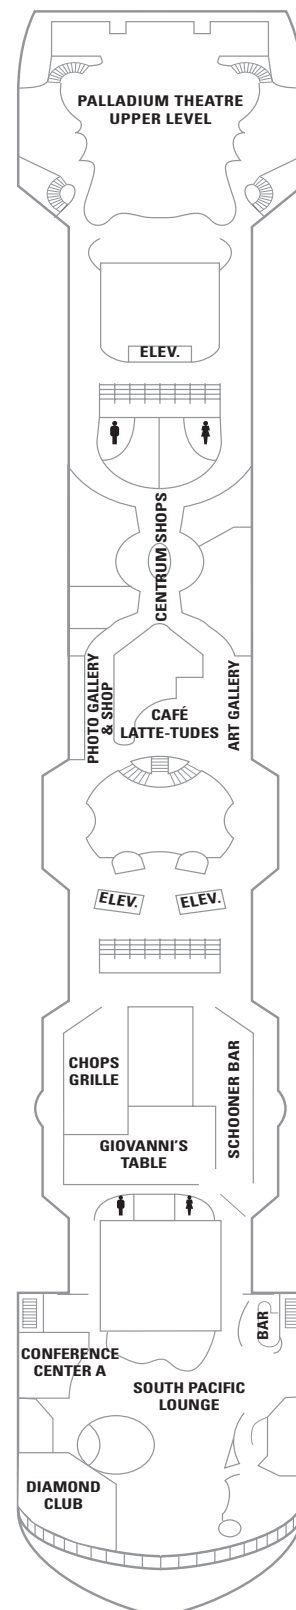 PALLADIUM THEATRE
UPPER LEVEL
ELEV.
CENTRUM SHOPS
PHOTO GALLERY
& SHOP
CAFÉ
LATTE-TUDES
ART GALLERY
ELEV.
ELEV.
CHOPS
GRILLE
SCHOONER BAR
GIOVANNI'S
TABLE
BAR
CONFERENCE
CENTER A
SOUTH PACIFIC
LOUNGE
DIAMOND
CLUB